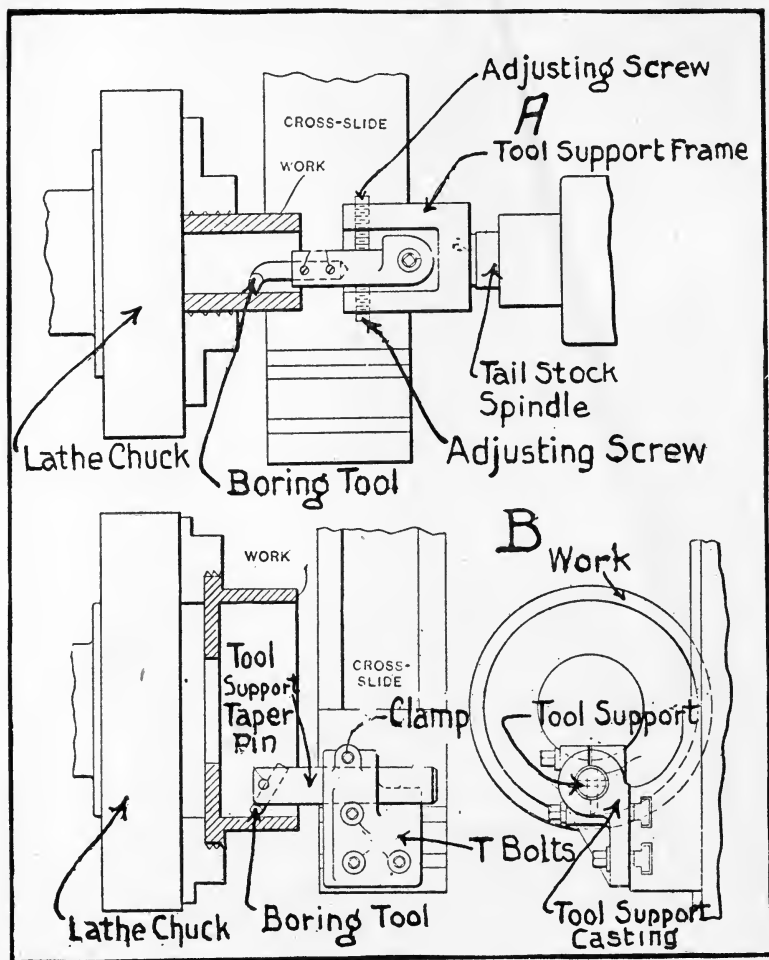 Adjusting Screw
A
Tool Support Frame
CROSS-SLIDE
WORK
Tail Stock
Spindle
Adjusting Screw
Lathe Chuck
Boring Tool
B
Work
WORK
CROSS-
SLIDE
Tool
Support
Taper
Pin
Clamp
Tool Support
T Bolts
Lathe Chuck
Boring Tool
Tool Support
Casting